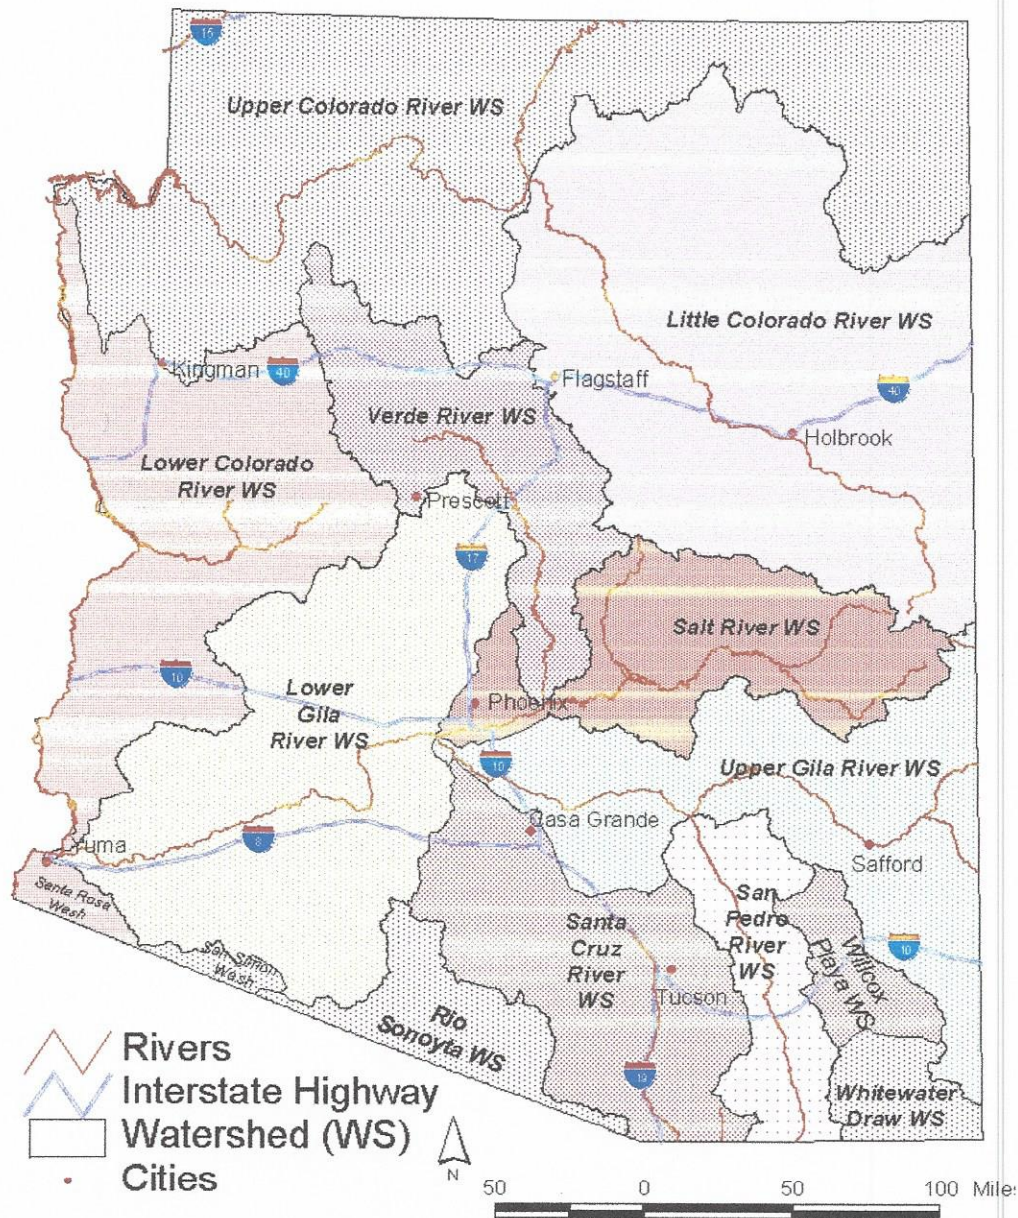 15
Upper Colorado River WS
Little Colorado River WS
Kingman
40
Flagstaff
40
Verde River WS
Holbrook
Lower Colorado
River WS
Prescott
17
Salt River WS
10
Lower
Gila
River WS
Phoenix
10
Upper Gila River WS
Casa Grande
Yuma
8
Safford
Santa Rosa
Wash
San Simon
Wash
Santa
Cruz
River
WS
San
Pedro
River
WS
Willcox
Playa WS
10
Tucson
Rio
Sonoyta WS
19
Whitewater
Draw WS
Rivers
Interstate Highway
Watershed (WS)
Cities
N
50 0 50 100 Miles